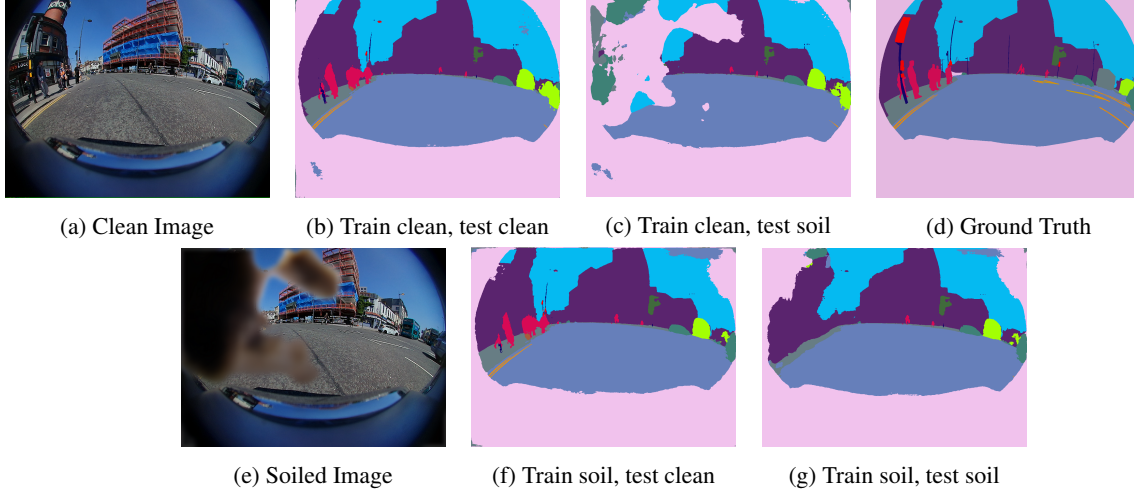 (a) Clean Image
(b) Train clean, test clean
(c) Train clean, test soil
(d) Ground Truth
(e) Soiled Image
(f) Train soil, test clean
(g) Train soil, test soil